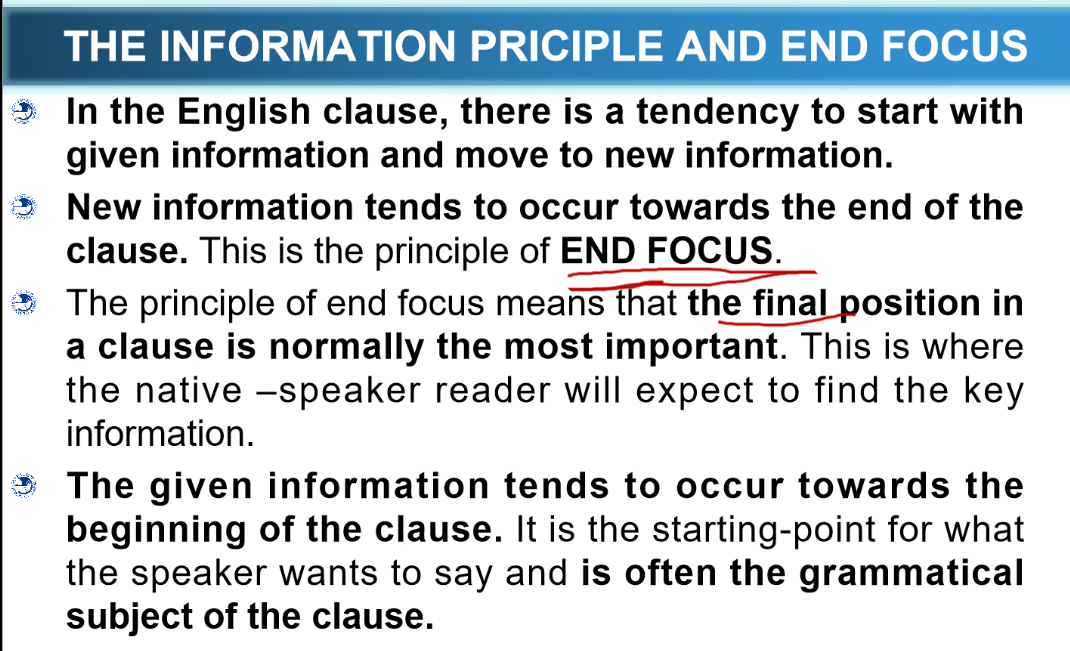 THE INFORMATION PRICIPLE AND END FOCUS
In the English clause, there is a tendency to start with
given information and move to new information.
New information tends to occur towards the end of the
clause. This is the principle of END FOCUS.
The principle of end focus means that the final position in
a clause is normally the most important. This is where
the native –speaker reader will expect to find the key
information.
The given information tends to occur towards the
beginning of the clause. It is the starting-point for what
the speaker wants to say and is often the grammatical
subject of the clause.